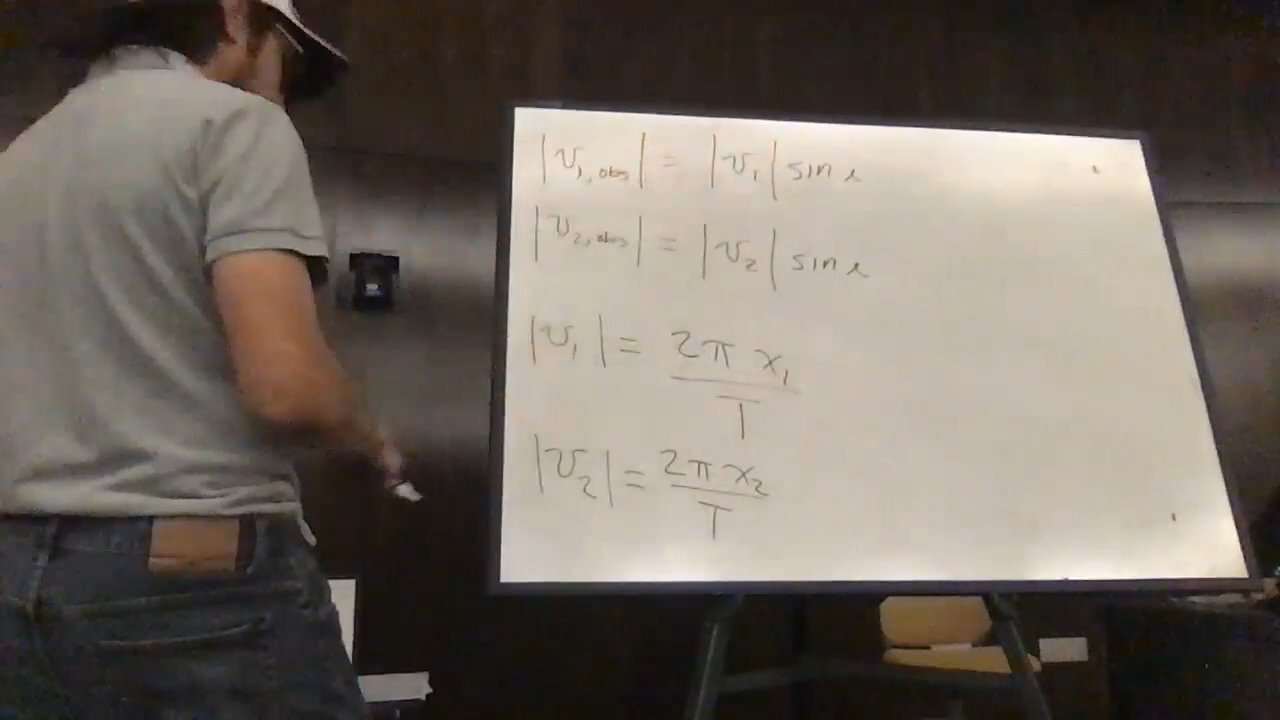 |v₁,obs| = |v₁| sin i
|v₂,obs| = |v₂| sin i
|v₁| = 2π x₁ / T
|v₂| = 2π x₂ / T